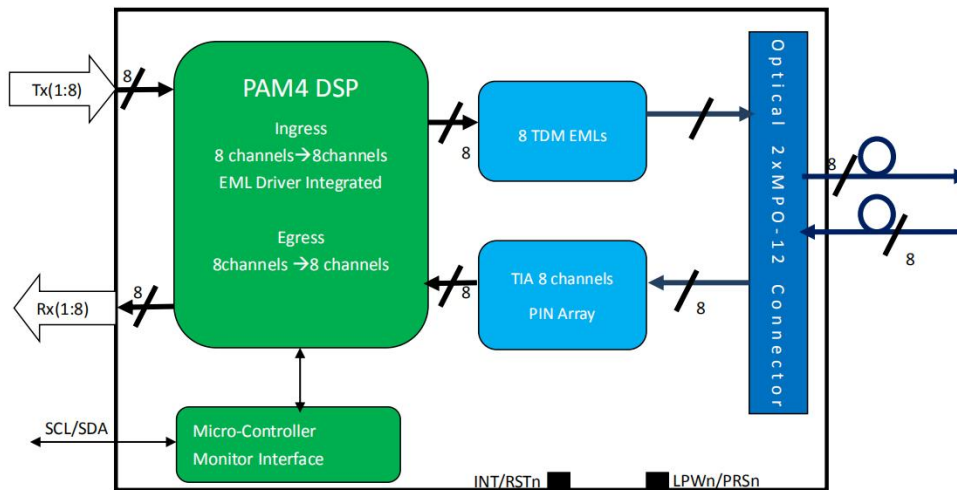 Tx(1:8)
8
PAM4 DSP
Ingress
8 channels→8channels
EML Driver Integrated
Egress
8channels →8 channels
8
8 TDM EMLs
Optical 2xMPO-12 Connector
8
8
8
TIA 8 channels
PIN Array
8
8
Rx(1:8)
SCL/SDA
Micro-Controller
Monitor Interface
INT/RSTn
LPWn/PRSn